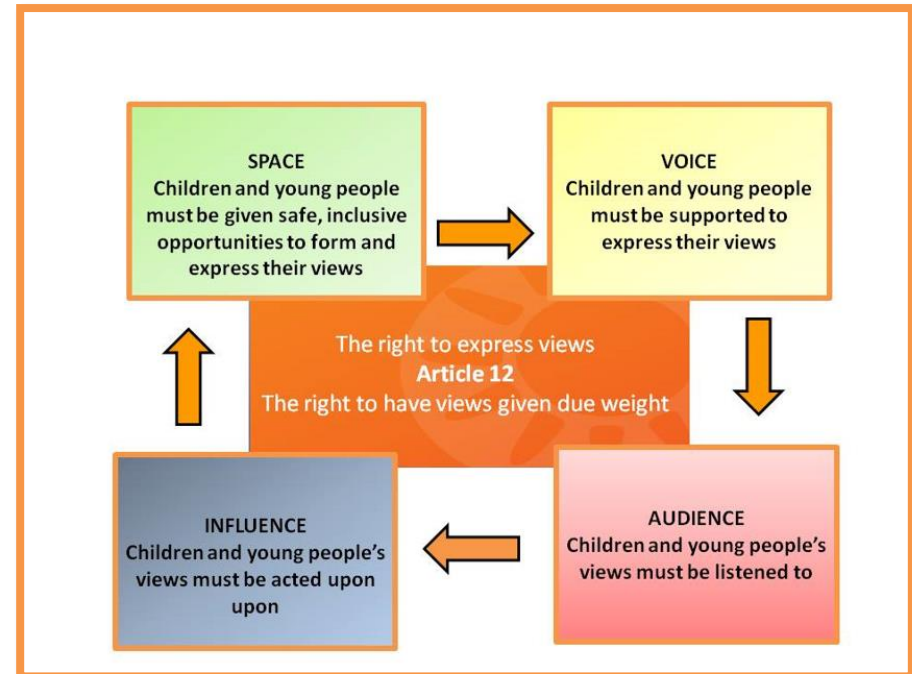 SPACE
Children and young people
must be given safe, inclusive
opportunities to form and
express their views
VOICE
Children and young people
must be supported to
express their views
The right to express views
Article 12
The right to have views given due weight
INFLUENCE
Children and young people's
views must be acted upon
upon
AUDIENCE
Children and young people's
views must be listened to